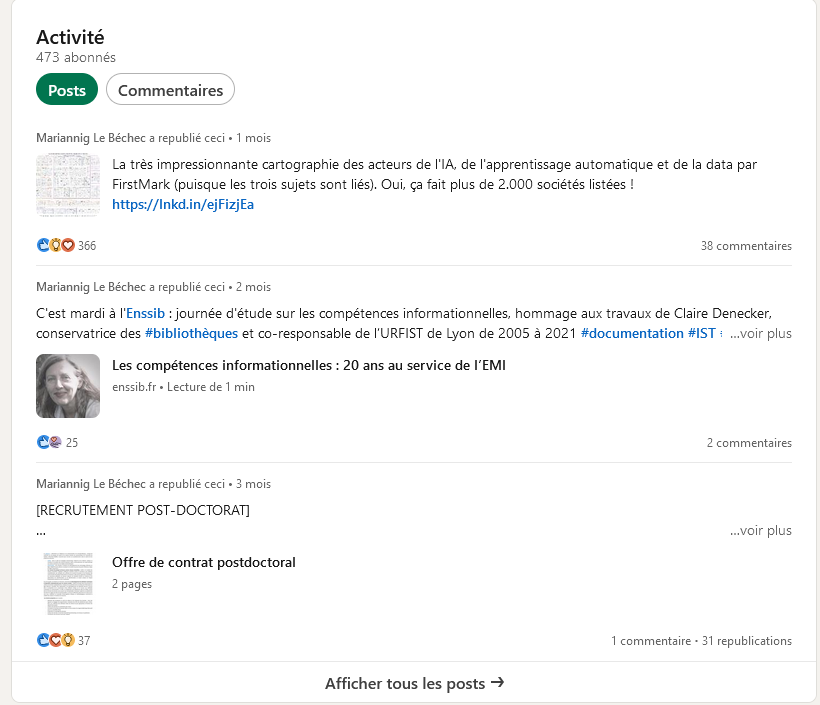 Activité
473 abonnés
Posts
Commentaires
Mariannig Le Béchec a republié ceci • 1 mois
La très impressionnante cartographie des acteurs de l'IA, de l'apprentissage automatique et de la data par
FirstMark (puisque les trois sujets sont liés). Oui, ça fait plus de 2.000 sociétés listées !
https://lnkd.in/ejFizjEa
366
38 commentaires
Mariannig Le Béchec a republié ceci • 2 mois
C'est mardi à l'Enssib : journée d'étude sur les compétences informationnelles, hommage aux travaux de Claire Denecker,
conservatrice des #bibliothèques et co-responsable de l'URFIST de Lyon de 2005 à 2021 #documentation #IST ...voir plus
Les compétences informationnelles : 20 ans au service de l’EMI
enssib.fr • Lecture de 1 min
25
2 commentaires
Mariannig Le Béchec a republié ceci • 3 mois
[RECRUTEMENT POST-DOCTORAT]
...
...voir plus
Offre de contrat postdoctoral
2 pages
37
1 commentaire • 31 republications
Afficher tous les posts →